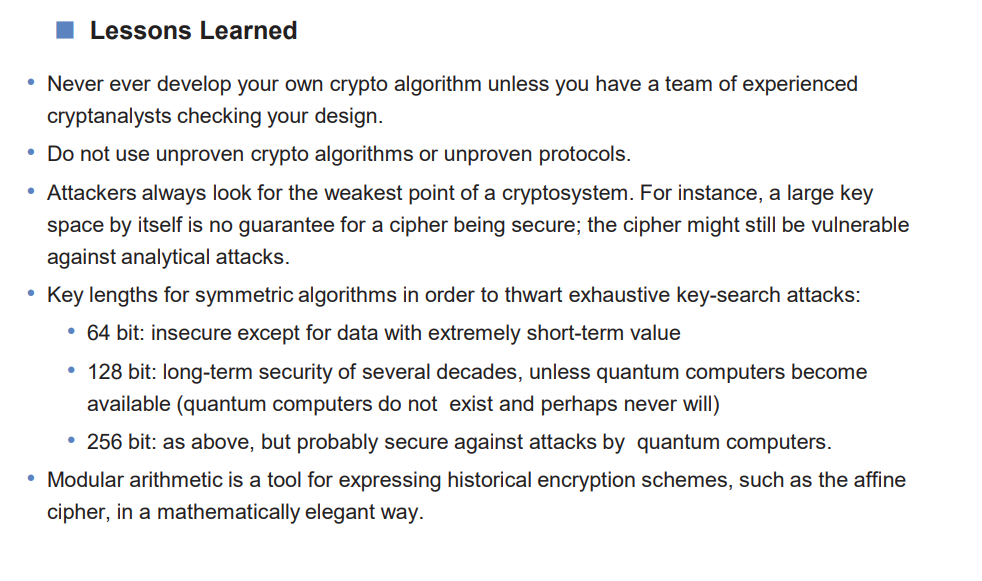 Lessons Learned
• Never ever develop your own crypto algorithm unless you have a team of experienced
cryptanalysts checking your design.
• Do not use unproven crypto algorithms or unproven protocols.
• Attackers always look for the weakest point of a cryptosystem. For instance, a large key
space by itself is no guarantee for a cipher being secure; the cipher might still be vulnerable
against analytical attacks.
• Key lengths for symmetric algorithms in order to thwart exhaustive key-search attacks:
• 64 bit: insecure except for data with extremely short-term value
• 128 bit: long-term security of several decades, unless quantum computers become
available (quantum computers do not  exist and perhaps never will)
• 256 bit: as above, but probably secure against attacks by  quantum computers.
• Modular arithmetic is a tool for expressing historical encryption schemes, such as the affine
cipher, in a mathematically elegant way.